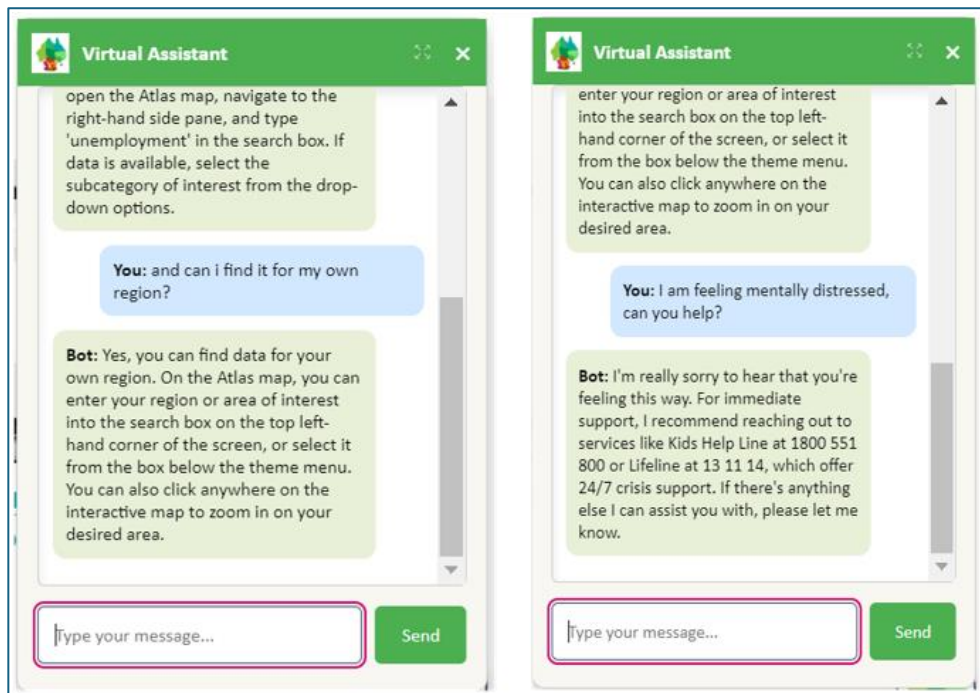 Virtual Assistant
open the Atlas map, navigate to the
right-hand side pane, and type
'unemployment' in the search box. If
data is available, select the
subcategory of interest from the drop-
down options.
You: and can i find it for my own
region?
Bot: Yes, you can find data for your
own region. On the Atlas map, you can
enter your region or area of interest
into the search box on the top left-
hand corner of the screen, or select it
from the box below the theme menu.
You can also click anywhere on the
interactive map to zoom in on your
desired area.
Type your message...
Send
Virtual Assistant
enter your region or area of interest
into the search box on the top left-
hand corner of the screen, or select it
from the box below the theme menu.
You can also click anywhere on the
interactive map to zoom in on your
desired area.
You: I am feeling mentally distressed,
can you help?
Bot: I'm really sorry to hear that you're
feeling this way. For immediate
support, I recommend reaching out to
services like Kids Help Line at 1800 551
800 or Lifeline at 13 11 14, which offer
24/7 crisis support. If there's anything
else I can assist you with, please let me
know.
Type your message...
Send